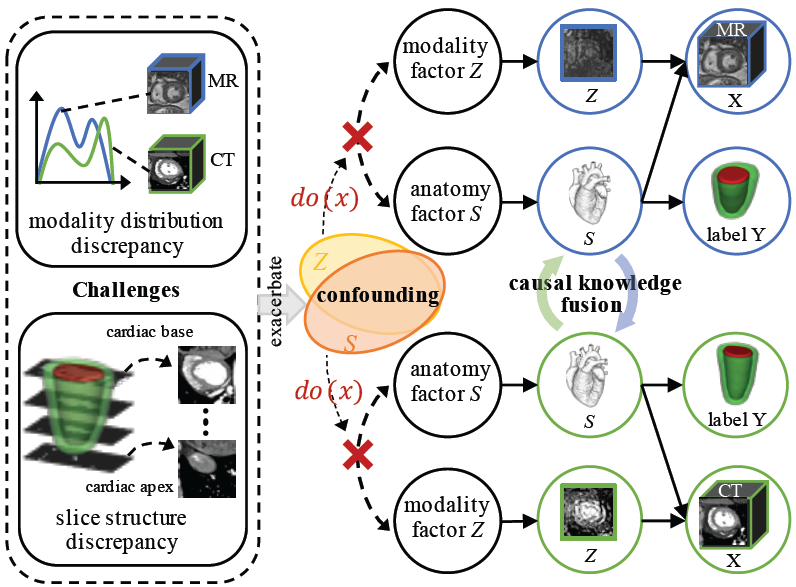 MR
CT
modality distribution
discrepancy
Challenges
cardiac base
cardiac apex
slice structure
discrepancy
exacerbate
do(x)
Z
confounding
S
do(x)
modality
factor Z
Z
MR
X
anatomy
factor S
S
label Y
causal knowledge
fusion
anatomy
factor S
S
label Y
modality
factor Z
Z
CT
X